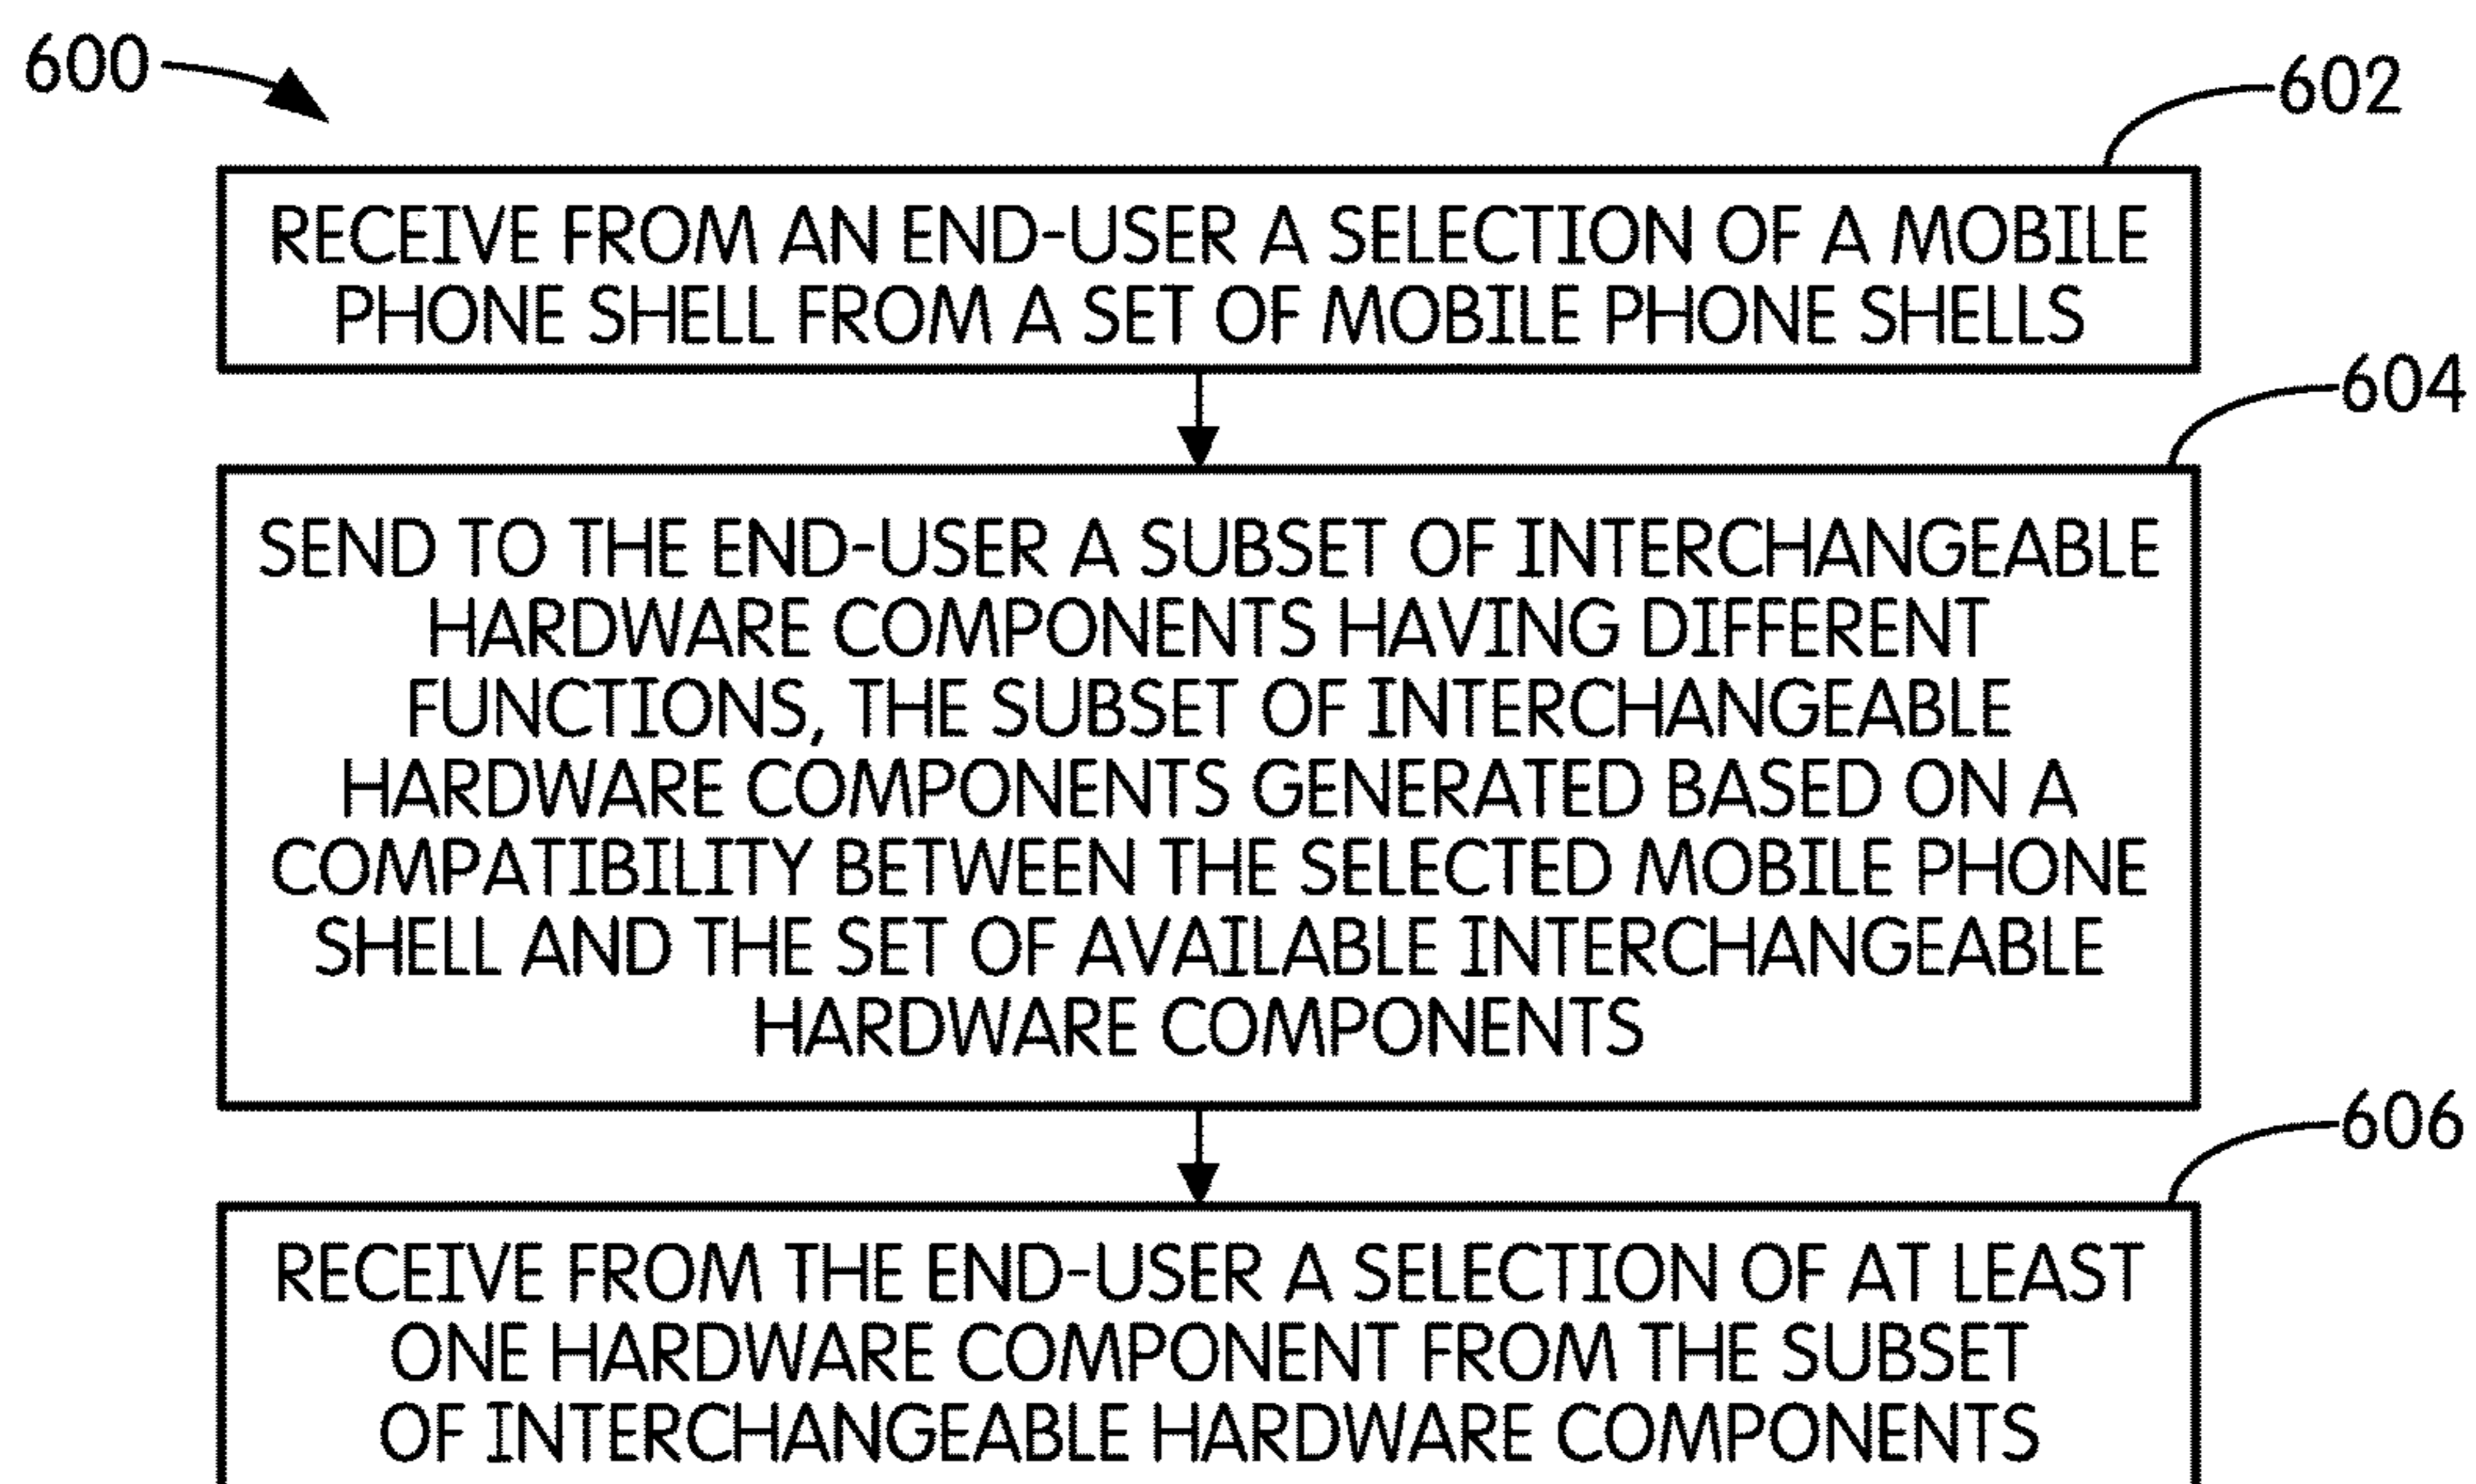 600
602
RECEIVE FROM AN END-USER A SELECTION OF A MOBILE
PHONE SHELL FROM A SET OF MOBILE PHONE SHELLS
604
SEND TO THE END-USER A SUBSET OF INTERCHANGEABLE
HARDWARE COMPONENTS HAVING DIFFERENT
FUNCTIONS, THE SUBSET OF INTERCHANGEABLE
HARDWARE COMPONENTS GENERATED BASED ON A
COMPATIBILITY BETWEEN THE SELECTED MOBILE PHONE
SHELL AND THE SET OF AVAILABLE INTERCHANGEABLE
HARDWARE COMPONENTS
606
RECEIVE FROM THE END-USER A SELECTION OF AT LEAST
ONE HARDWARE COMPONENT FROM THE SUBSET
OF INTERCHANGEABLE HARDWARE COMPONENTS